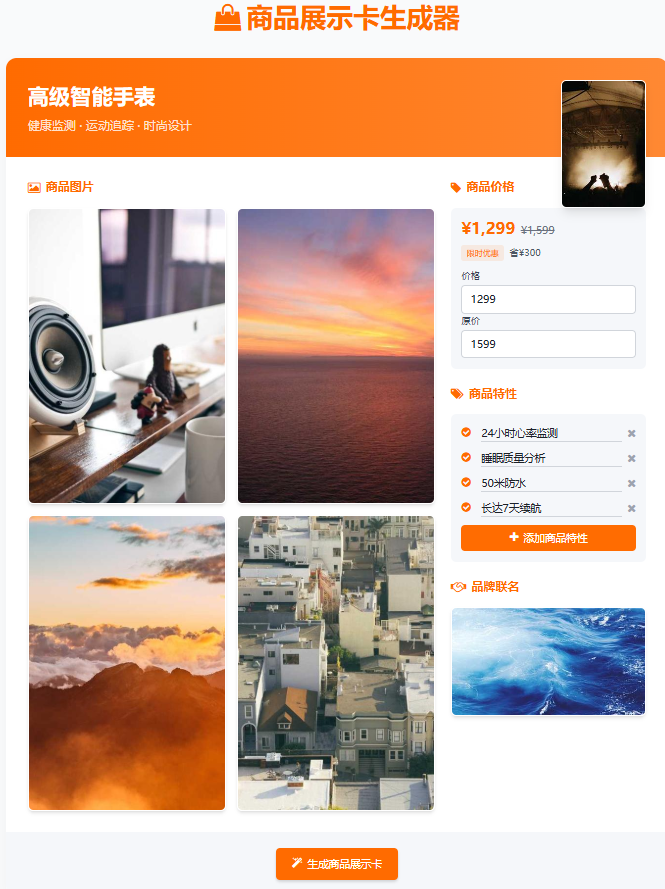 商品展示卡生成器
高级智能手表
健康监测 · 运动追踪 · 时尚设计
商品图片
商品价格
¥1,299 ¥1,599
限时优惠 省¥300
价格
1299
原价
1599
商品特性
24小时心率监测
睡眠质量分析
50米防水
长达7天续航
添加商品特性
品牌联名
生成商品展示卡